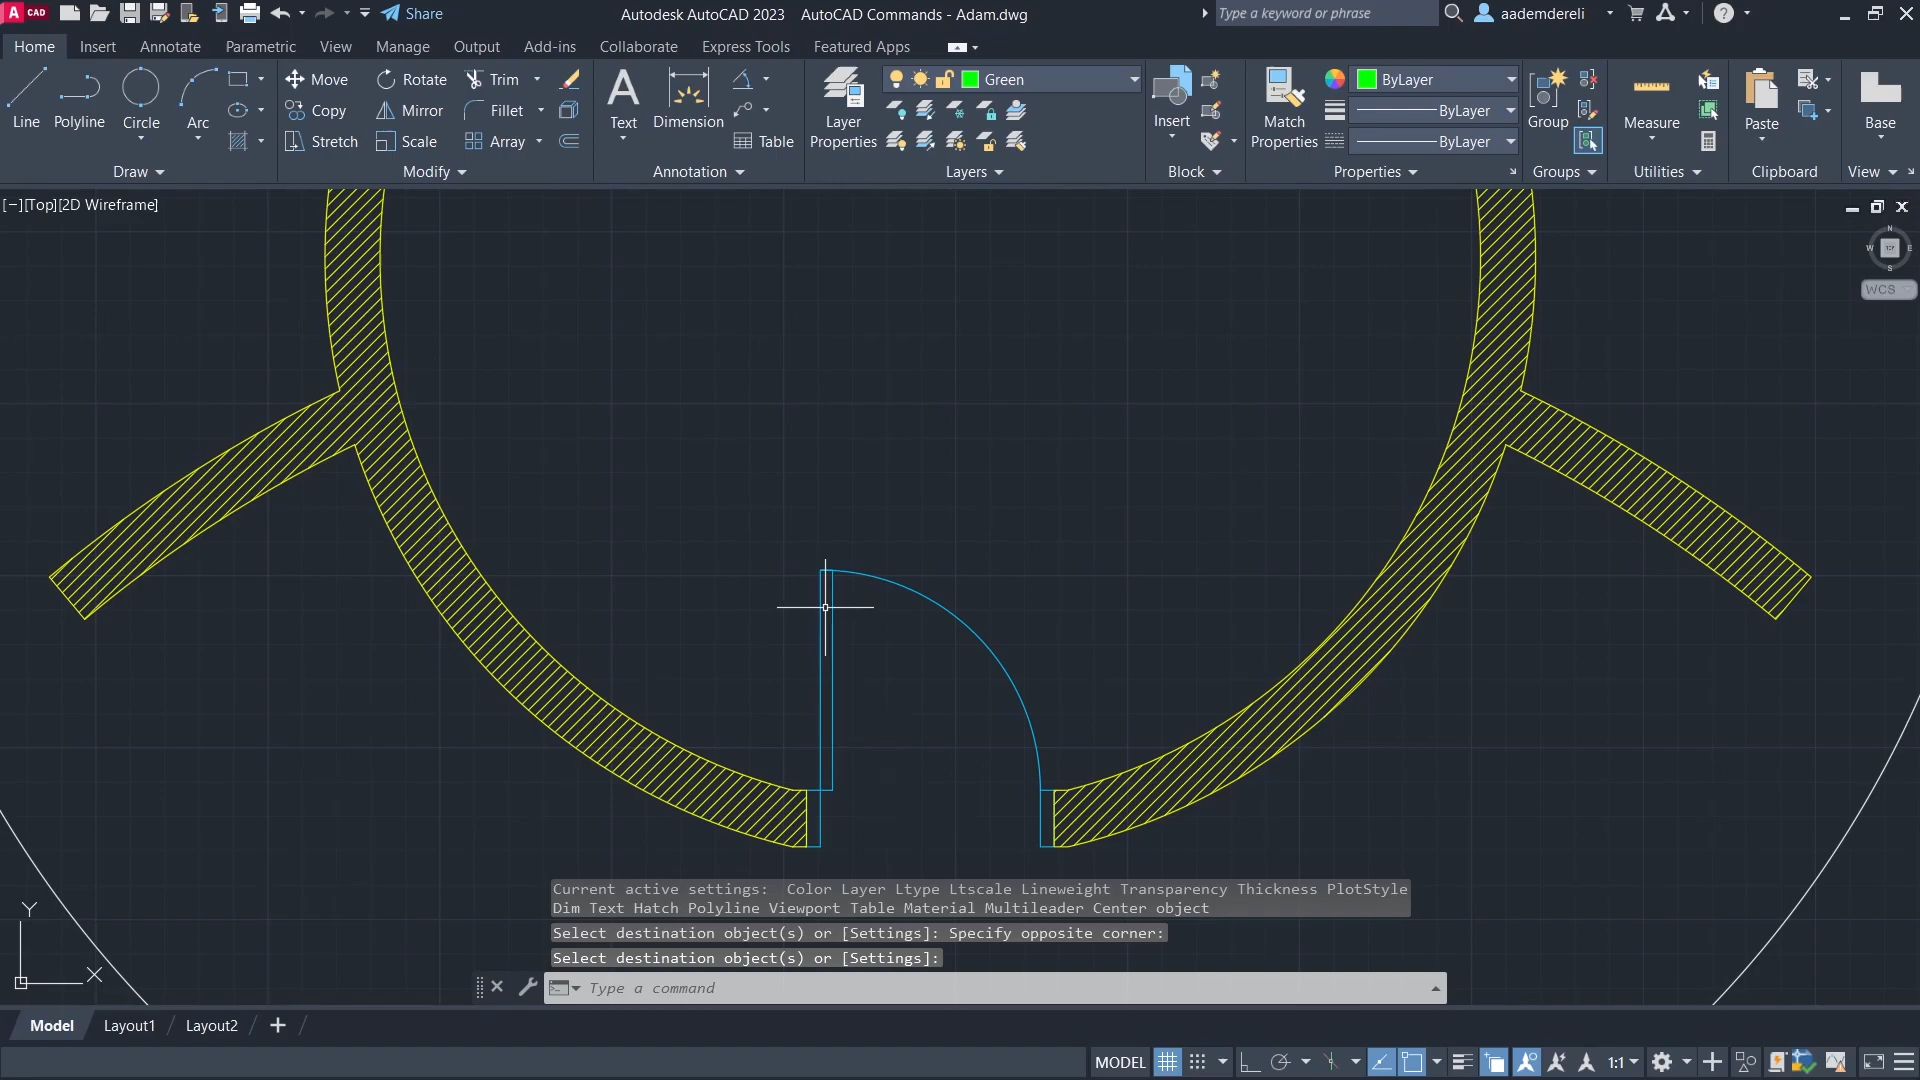 A CAD
Share
Autodesk AutoCAD 2023 AutoCAD Commands - Adam.dwg
Type a keyword or phrase
aademdereli
Home Insert Annotate Parametric View Manage Output Add-ins Collaborate Express Tools Featured Apps
Line Polyline Circle Arc
Move Rotate Trim
Copy Mirror Fillet
Stretch Scale Array
Text Dimension Table
Layer Properties
Green
Insert
Match Properties
ByLayer
ByLayer
ByLayer
Group
Measure
Paste
Base
Draw Modify Annotation Layers Block Properties Groups Utilities Clipboard View
[−][Top][2D Wireframe]
N
W TOP E
S
WCS
Current active settings: Color Layer Ltype Ltscale Lineweight Transparency Thickness PlotStyle
Dim Text Hatch Polyline Viewport Table Material Multileader Center object
Select destination object(s) or [Settings]: Specify opposite corner:
Select destination object(s) or [Settings]:
Type a command
Y
X
Model Layout1 Layout2 +
MODEL 1:1